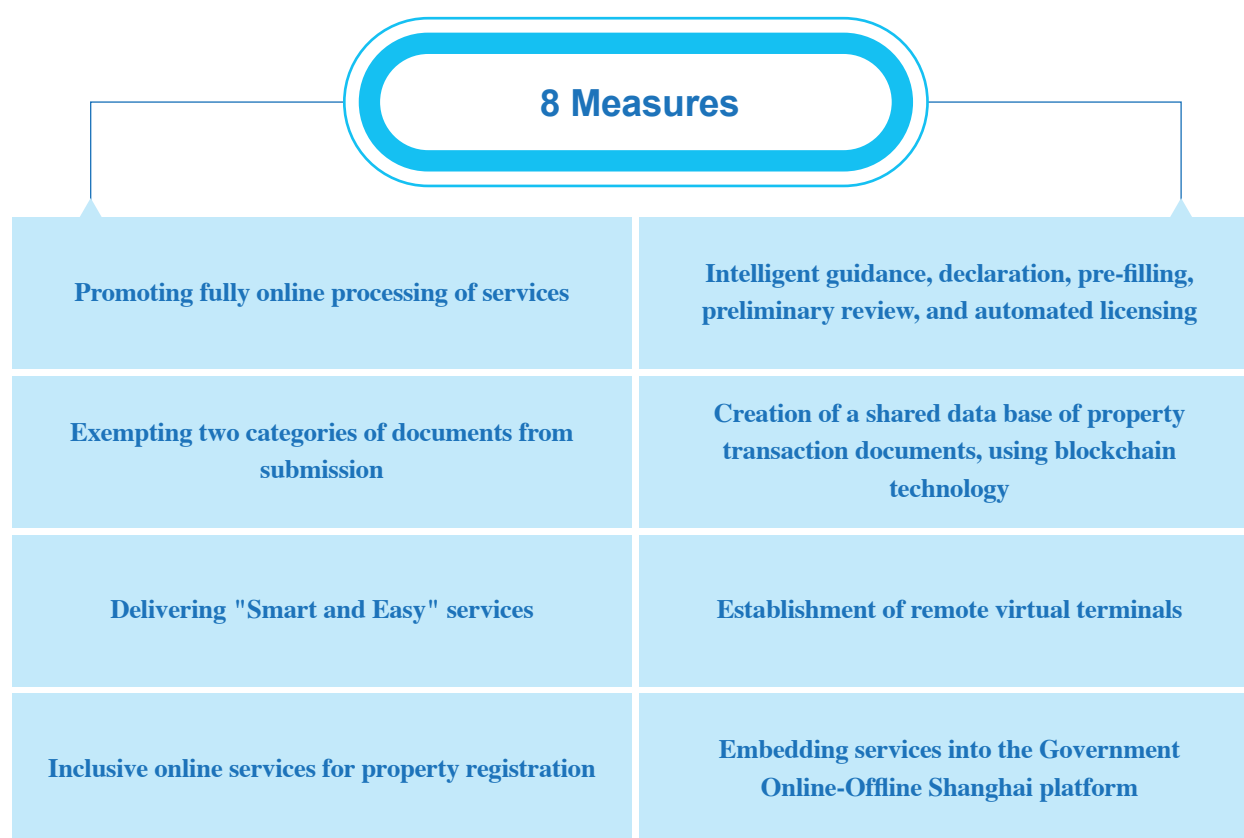 8 Measures
Promoting fully online processing of services
Intelligent guidance, declaration, pre-filling,
preliminary review, and automated licensing
Exempting two categories of documents from
submission
Creation of a shared data base of property
transaction documents, using blockchain
technology
Delivering "Smart and Easy" services
Establishment of remote virtual terminals
Inclusive online services for property registration
Embedding services into the Government
Online-Offline Shanghai platform